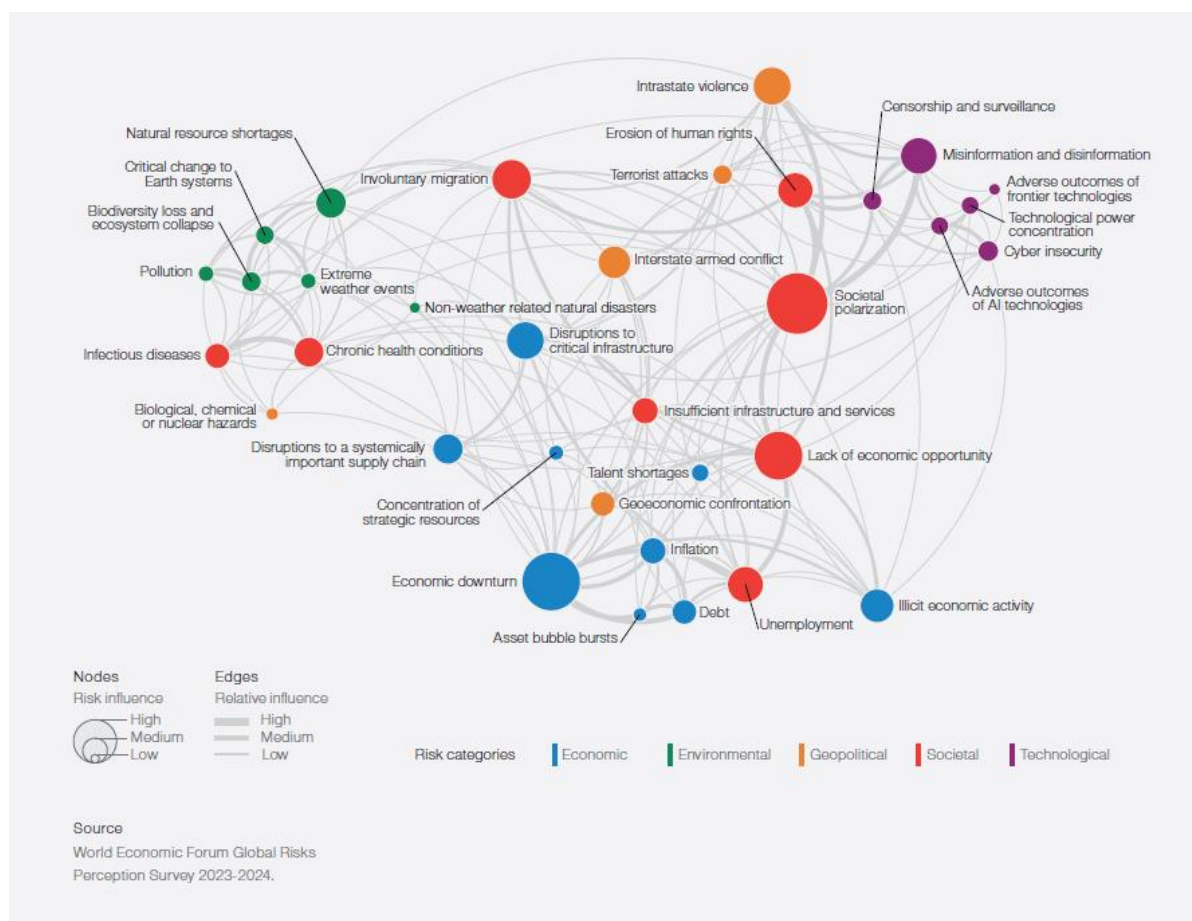 Intrastate violence
Censorship and surveillance
Natural resource shortages
Erosion of human rights
Misinformation and disinformation
Critical change to
Earth systems
Involuntary migration
Terrorist attacks
Adverse outcomes of
frontier technologies
Biodiversity loss and
ecosystem collapse
Technological power
concentration
Pollution
Extreme
weather events
Interstate armed conflict
Cyber insecurity
Societal
polarization
Adverse outcomes
of AI technologies
Non-weather related natural disasters
Disruptions to
critical infrastructure
Infectious diseases
Chronic health conditions
Biological, chemical
or nuclear hazards
Insufficient infrastructure and services
Disruptions to a systemically
important supply chain
Lack of economic opportunity
Talent shortages
Concentration of
strategic resources
Geoeconomic confrontation
Inflation
Economic downturn
Illicit economic activity
Debt
Unemployment
Asset bubble bursts
Nodes
Risk influence
High
Medium
Low
Edges
Relative influence
High
Medium
Low
Risk categories
Economic
Environmental
Geopolitical
Societal
Technological
Source
World Economic Forum Global Risks
Perception Survey 2023-2024.